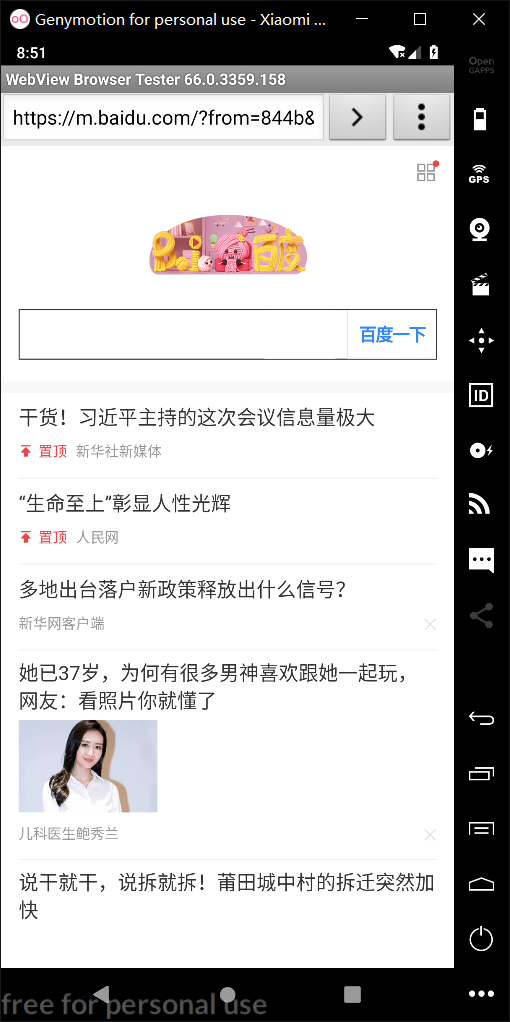 Genymotion for personal use - Xiaomi ...
Open
GAPPS
8:51
WebView Browser Tester 66.0.3359.158
https://m.baidu.com/?from=844b&
GPS
Bai百度
百度一下
ID
干货！习近平主持的这次会议信息量极大
置顶 新华社新媒体
“生命至上”彰显人性光辉
置顶 人民网
多地出台落户新政策释放出什么信号？
新华网客户端
她已37岁，为何有很多男神喜欢跟她一起玩，
网友：看照片你就懂了
儿科医生鲍秀兰
说干就干，说拆就拆！莆田城中村的拆迁突然加
快
free for personal use